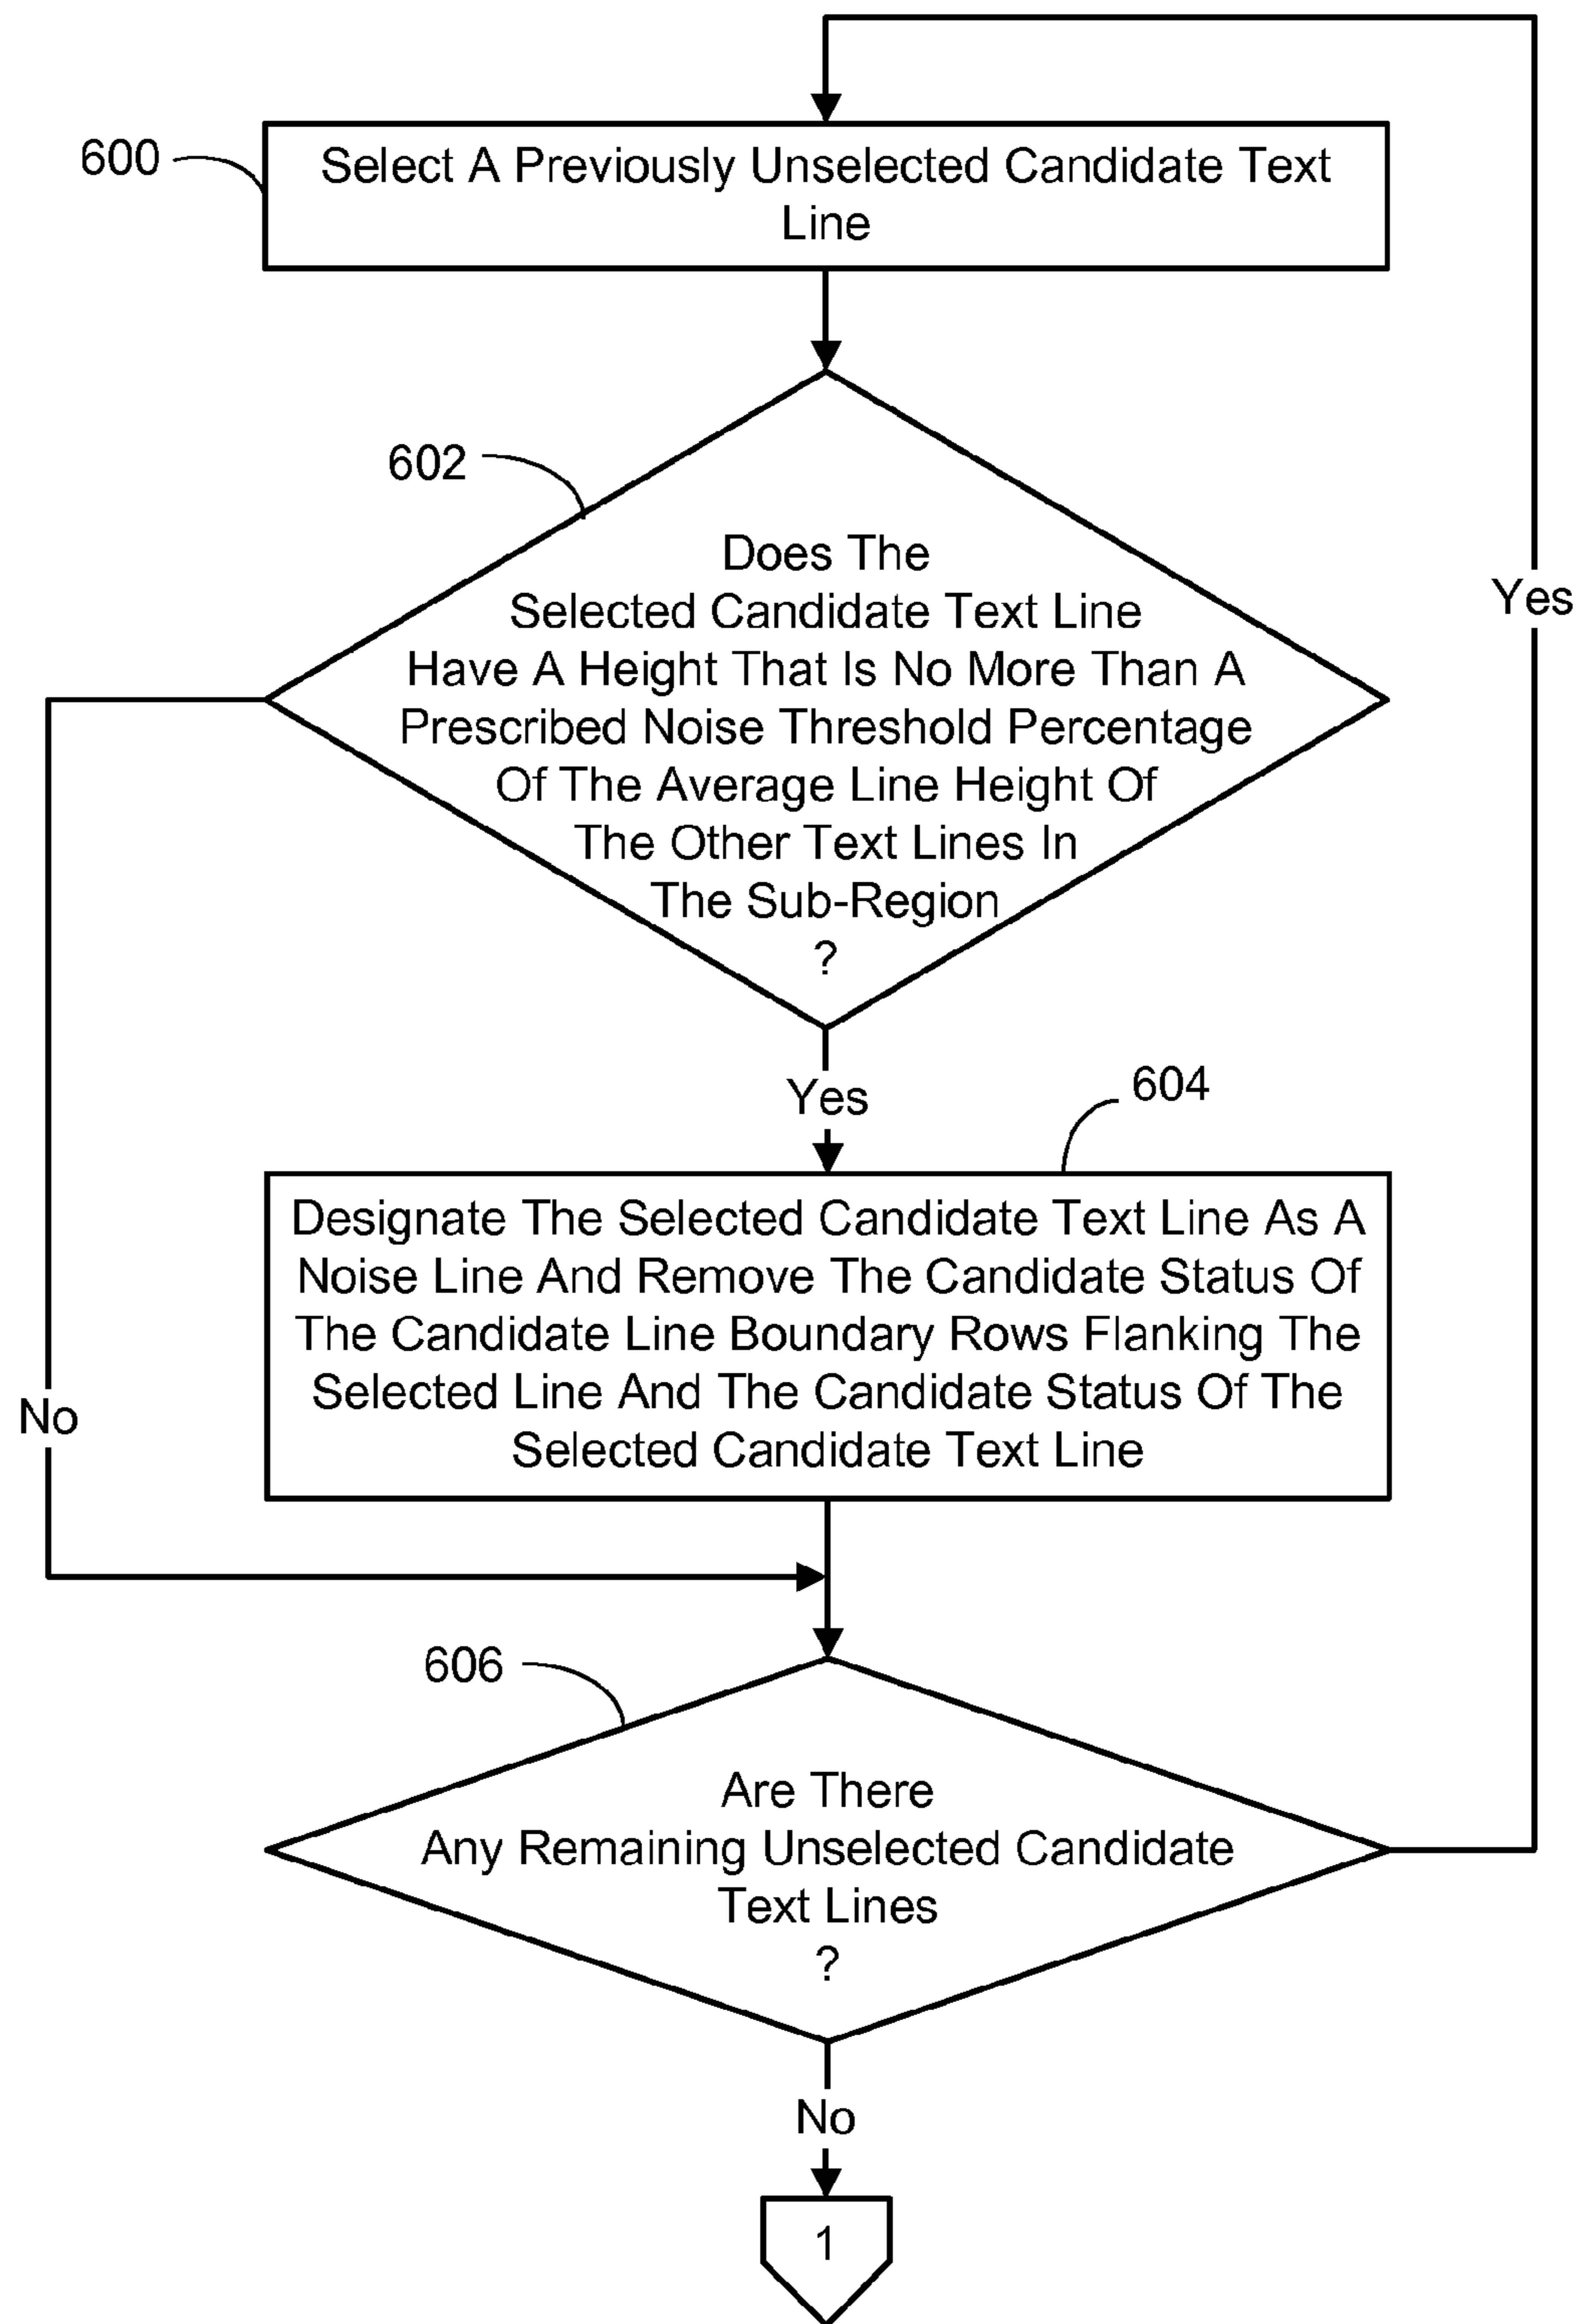 600
Select A Previously Unselected Candidate Text
Line
602
Does The
Selected Candidate Text Line
Have A Height That Is No More Than A
Prescribed Noise Threshold Percentage
Of The Average Line Height Of
The Other Text Lines In
The Sub-Region
?
Yes
Yes
604
Designate The Selected Candidate Text Line As A
Noise Line And Remove The Candidate Status Of
The Candidate Line Boundary Rows Flanking The
Selected Line And The Candidate Status Of The
Selected Candidate Text Line
No
606
Are There
Any Remaining Unselected Candidate
Text Lines
?
No
1